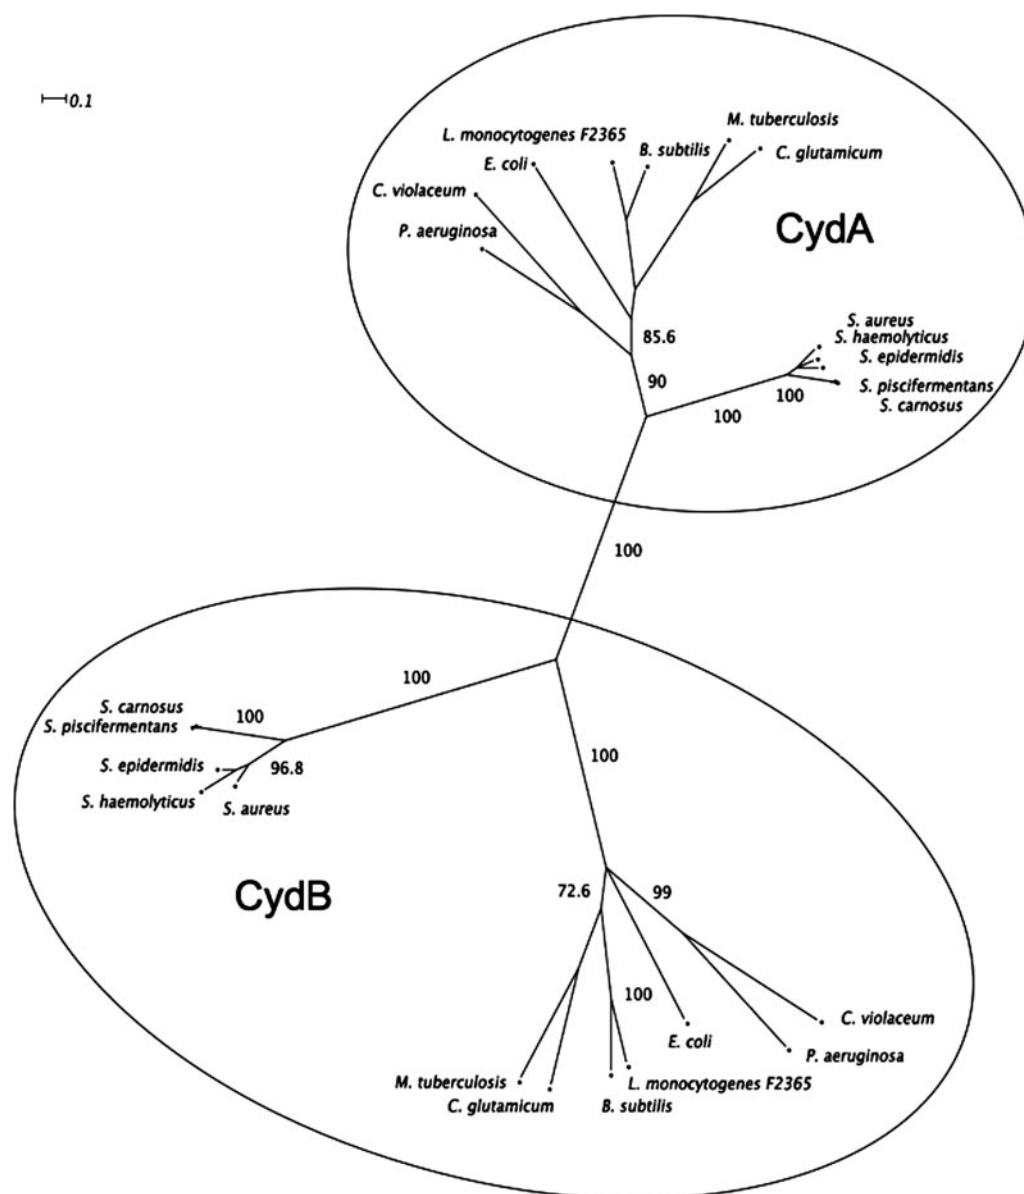 0.1
M. tuberculosis
L. monocytogenes F2365
B. subtilis
C. glutamicum
E. coli
C. violaceum
P. aeruginosa
CydA
S. aureus
S. haemolyticus
85.6
S. epidermidis
90
S. piscifermentans
100
S. carnosus
100
100
100
S. carnosus
100
S. piscifermentans
100
S. epidermidis
96.8
S. haemolyticus
S. aureus
CydB
72.6
99
100
C. violaceum
E. coli
P. aeruginosa
M. tuberculosis
L. monocytogenes F2365
C. glutamicum
B. subtilis